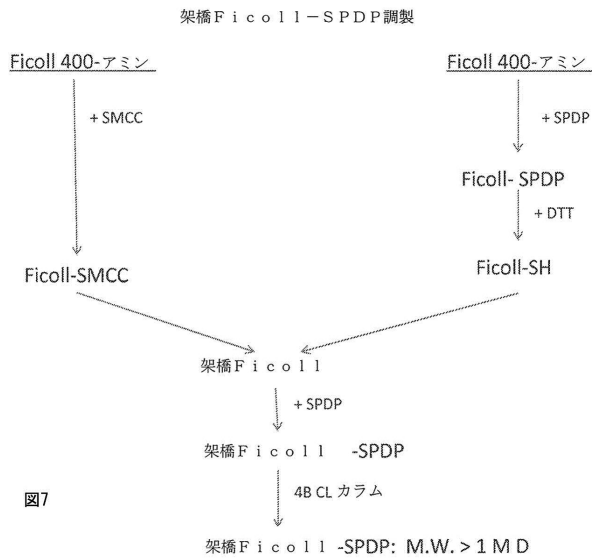 架橋Ficoll－SPDP調製
Ficoll 400-アミン
Ficoll 400-アミン
+ SMCC
+ SPDP
Ficoll- SPDP
+ DTT
Ficoll-SMCC
Ficoll-SH
架橋Ficoll
+ SPDP
架橋Ficoll -SPDP
4B CL カラム
図7
架橋Ficoll -SPDP: M.W. > 1 M D